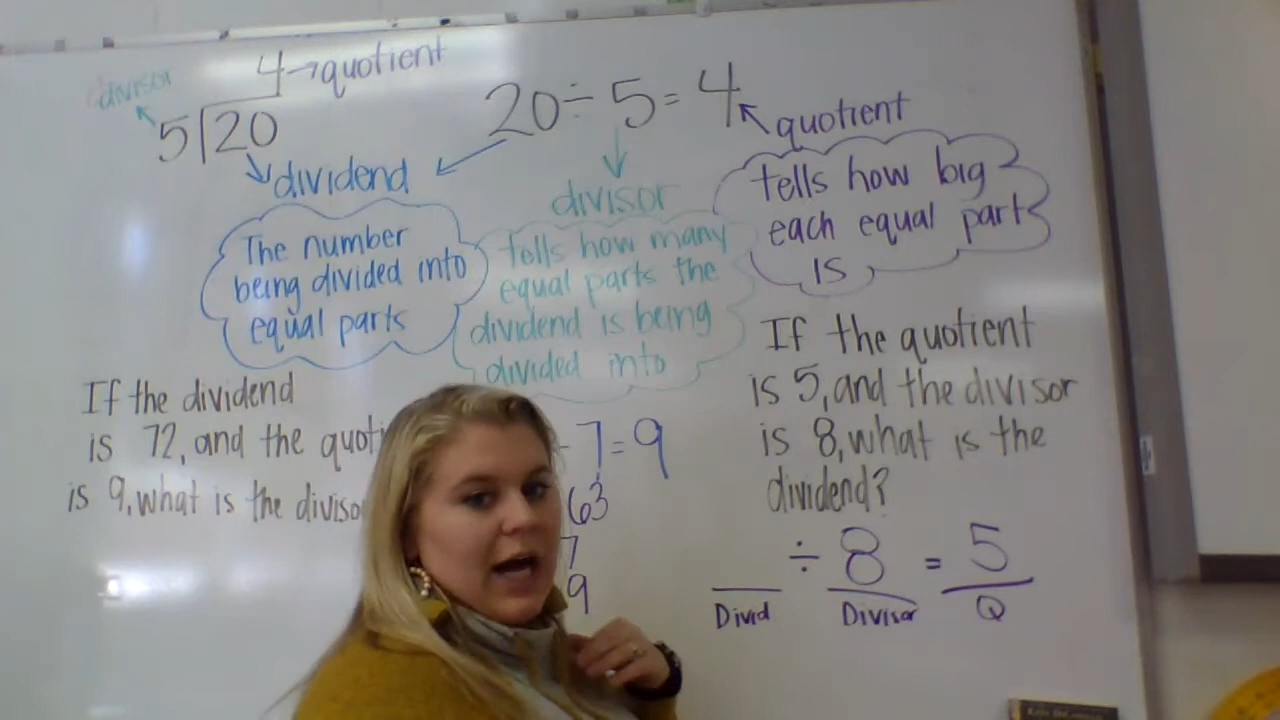 4→quotient
divisor
5 20
dividend
20 ÷ 5 = 4
quotient
divisor
The number
being divided into
equal parts
tells how many
equal parts the
dividend is being
divided into
tells how big
each equal part
is
If the dividend
is 72, and the
is 9, what is the
7 = 9
63
7
9
If the quotient
is 5, and the divisor
is 8, what is the
dividend?
÷ 8 = 5
Divid Divisor Q